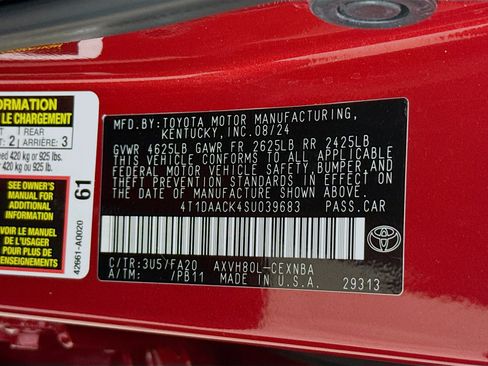 ORMATION
LE CHARGEMENT
2
REAR
ARRIÈRE 3
eed 420 kg or 925 lbs.
420 kg ou 925 lb.
SEE OWNER'S
MANUAL FOR
ADDITIONAL
INFORMATION
VOIR LE MANUEL
DE L'USAGER
POUR PLUS DE
RENSEIGNEMENTS
61
42661-A0020
MFD.BY:TOYOTA MOTOR MANUFACTURING,
KENTUCKY, INC.08/24
GVWR 4625LB GAWR FR 2625LB RR 2425LB
THIS VEHICLE CONFORMS TO ALL APPLICABLE
FEDERAL MOTOR VEHICLE SAFETY,BUMPER,AND
THEFT PREVENTION STANDARDS IN EFFECT
ON THE DATE OF MANUFACTURE SHOWN ABOVE.
4T1DAACK4SU039683 PASS.CAR
TOYOTA
C/TR:3U5/FA20 AXVH80L-CEXNBA
A/TM: /PB11 MADE IN U.S.A. 29313